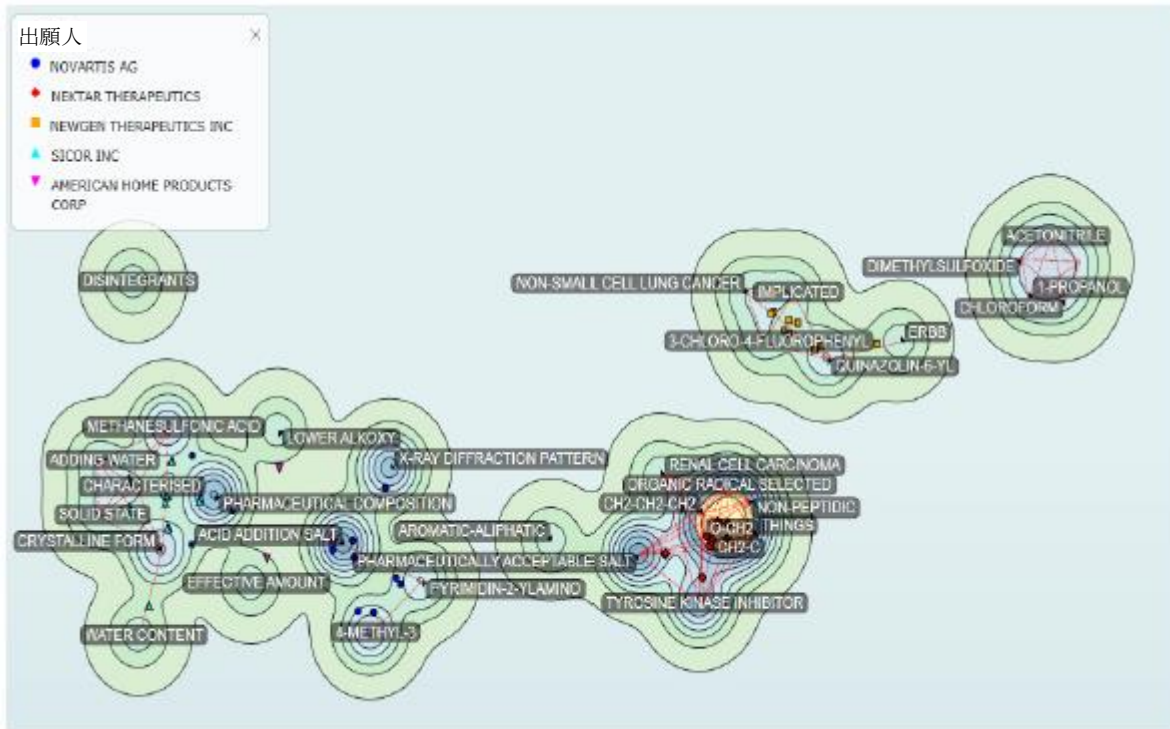 出願人
NOVARTIS AG
NEKTAR THERAPEUTICS
NEWGEN THERAPEUTICS INC
SICOR INC
AMERICAN HOME PRODUCTS
CORP
DISINTEGRANTS
ACETONITRILE
DIMETHYLSULFOXIDE
1-PROPANOL
CHLOROFORM
NON-SMALL CELL LUNG CANCER
IMPLICATED
ERBB
3-CHLORO-4-FLUOROPHENYL
QUINAZOLIN-6-YL
METHANESULFONIC ACID
LOWER ALKOXY
ADDING WATER
X-RAY DIFFRACTION PATTERN
CHARACTERISED
PHARMACEUTICAL COMPOSITION
SOLID STATE
ACID ADDITION SALT
AROMATIC-ALIPHATIC
CRYSTALLINE FORM
PHARMACEUTICALLY ACCEPTABLE SALT
EFFECTIVE AMOUNT
PYRIMIDIN-2-YLAMINO
WATER CONTENT
4-METHYL-3
RENAL CELL CARCINOMA
ORGANIC RADICAL SELECTED
CH2-CH2-CH2
NON-PEPTIDIC
O-CH2
THINGS
CH2-C
TYROSINE KINASE INHIBITOR